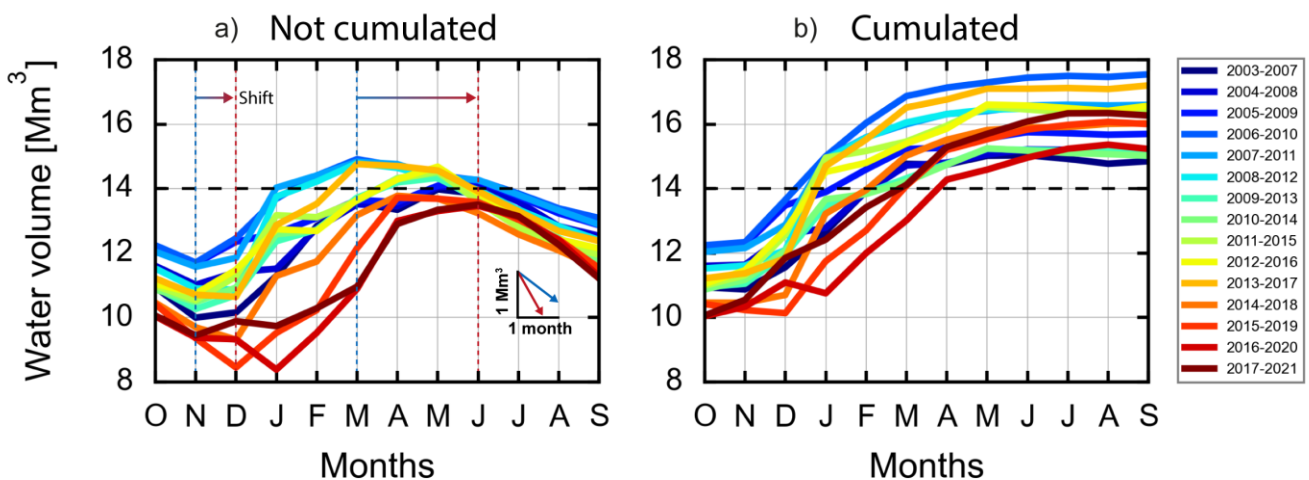 a) Not cumulated
b) Cumulated
Water volume [Mm³]
18
16
14
12
10
8
Shift
1 Mm³
1 month
O N D J F M A M J J A S
Months
18
16
14
12
10
8
O N D J F M A M J J A S
Months
2003-2007
2004-2008
2005-2009
2006-2010
2007-2011
2008-2012
2009-2013
2010-2014
2011-2015
2012-2016
2013-2017
2014-2018
2015-2019
2016-2020
2017-2021